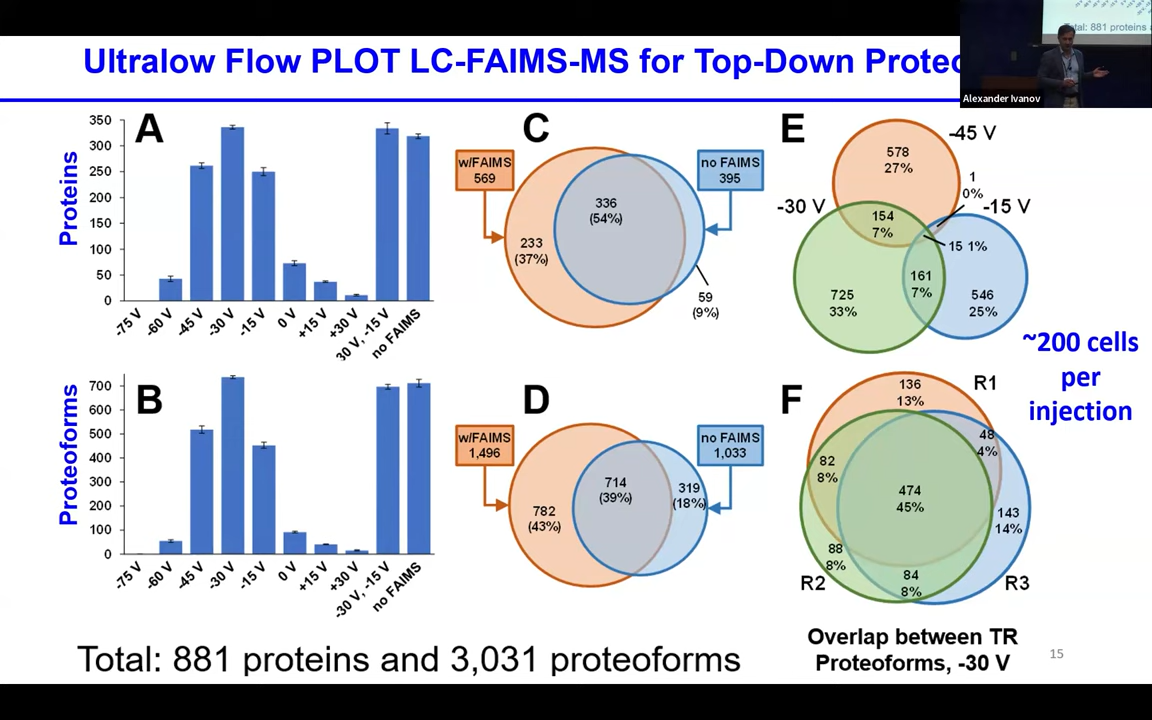 Ultralow Flow PLOT LC-FAIMS-MS for Top-Down
Total: 881 proteins
Alexander Ivanov
A
Proteins
350
300
250
200
150
100
50
0
-75 V
-60 V
-45 V
-30 V
-15 V
0 V
+15 V
+30 V
30 V, -15 V
no FAIMS
C
w/FAIMS
569
no FAIMS
395
336
(54%)
233
(37%)
59
(9%)
E
-45 V
578
27%
1
0%
-30 V
-15 V
154
7%
15 1%
161
7%
725
33%
546
25%
~200 cells
per
injection
B
Proteoforms
700
600
500
400
300
200
100
0
-75 V
-60 V
-45 V
-30 V
-15 V
0 V
+15 V
+30 V
-30 V, -15 V
no FAIMS
D
w/FAIMS
1,496
no FAIMS
1,033
714
(39%)
319
(18%)
782
(43%)
F
136
13%
R1
48
4%
82
8%
474
45%
143
14%
88
8%
84
8%
R2
R3
Overlap between TR
Proteoforms, -30 V
Total: 881 proteins and 3,031 proteoforms
15